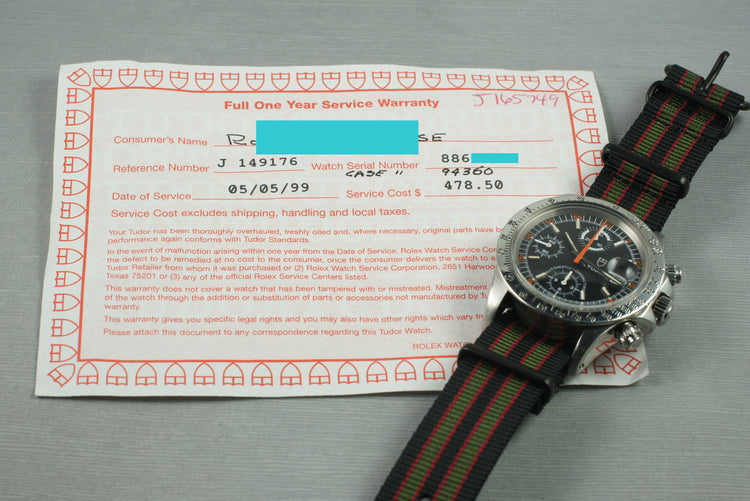 J165749
Full One Year Service Warranty
Consumer's Name Ro SE
Reference Number J 149176 Watch Serial Number 886
CASE " 94360
Date of Service 05/05/99 Service Cost $ 478.50
Service Cost excludes shipping, handling and local taxes.
Your Tudor has been thoroughly overhauled, freshly oiled and, where necessary, original parts have be
performance again conforms with Tudor Standards.
In the event of malfunction arising within one year from the Date of Service, Rolex Watch Service Corp
the defect to be remedied at no cost to the consumer, once the consumer delivers the watch to e
Tudor Retailer from whom it was purchased or (2) Rolex Watch Service Corporation, 2651 Harwoo
Texas 75201 or (3) any of the official Rolex Service Centers.
This warranty does not cover a watch that has been tampered with or mistreated. Mistreatment
of the watch through the addition or substitution of parts or accessories not manufactured by T
warranty.
This warranty gives you specific legal rights and you may also have other rights which vary fr
Please attach this document to any correspondence regarding this Tudor Watch.
ROLEX WAT
TUDOR